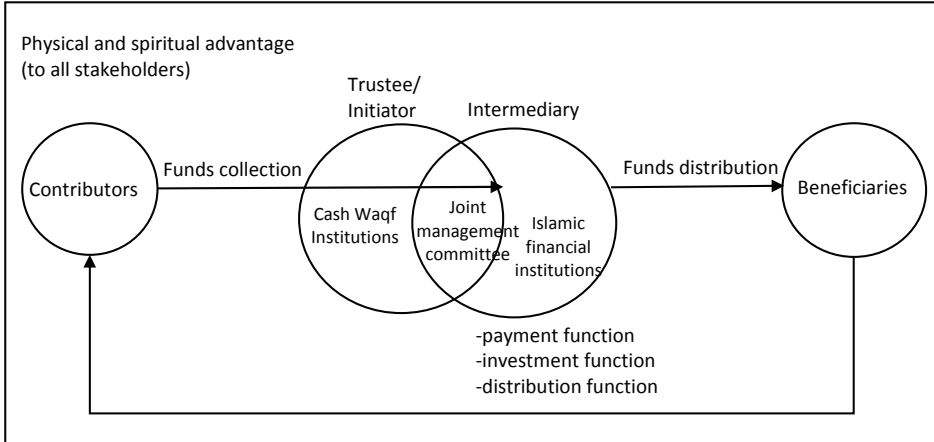 Physical and spiritual advantage
(to all stakeholders)
Trustee/
Initiator
Intermediary
Contributors
Funds collection
Cash Waqf
Institutions
Joint
management
committee
Islamic
financial
institutions
Funds distribution
Beneficiaries
-payment function
-investment function
-distribution function